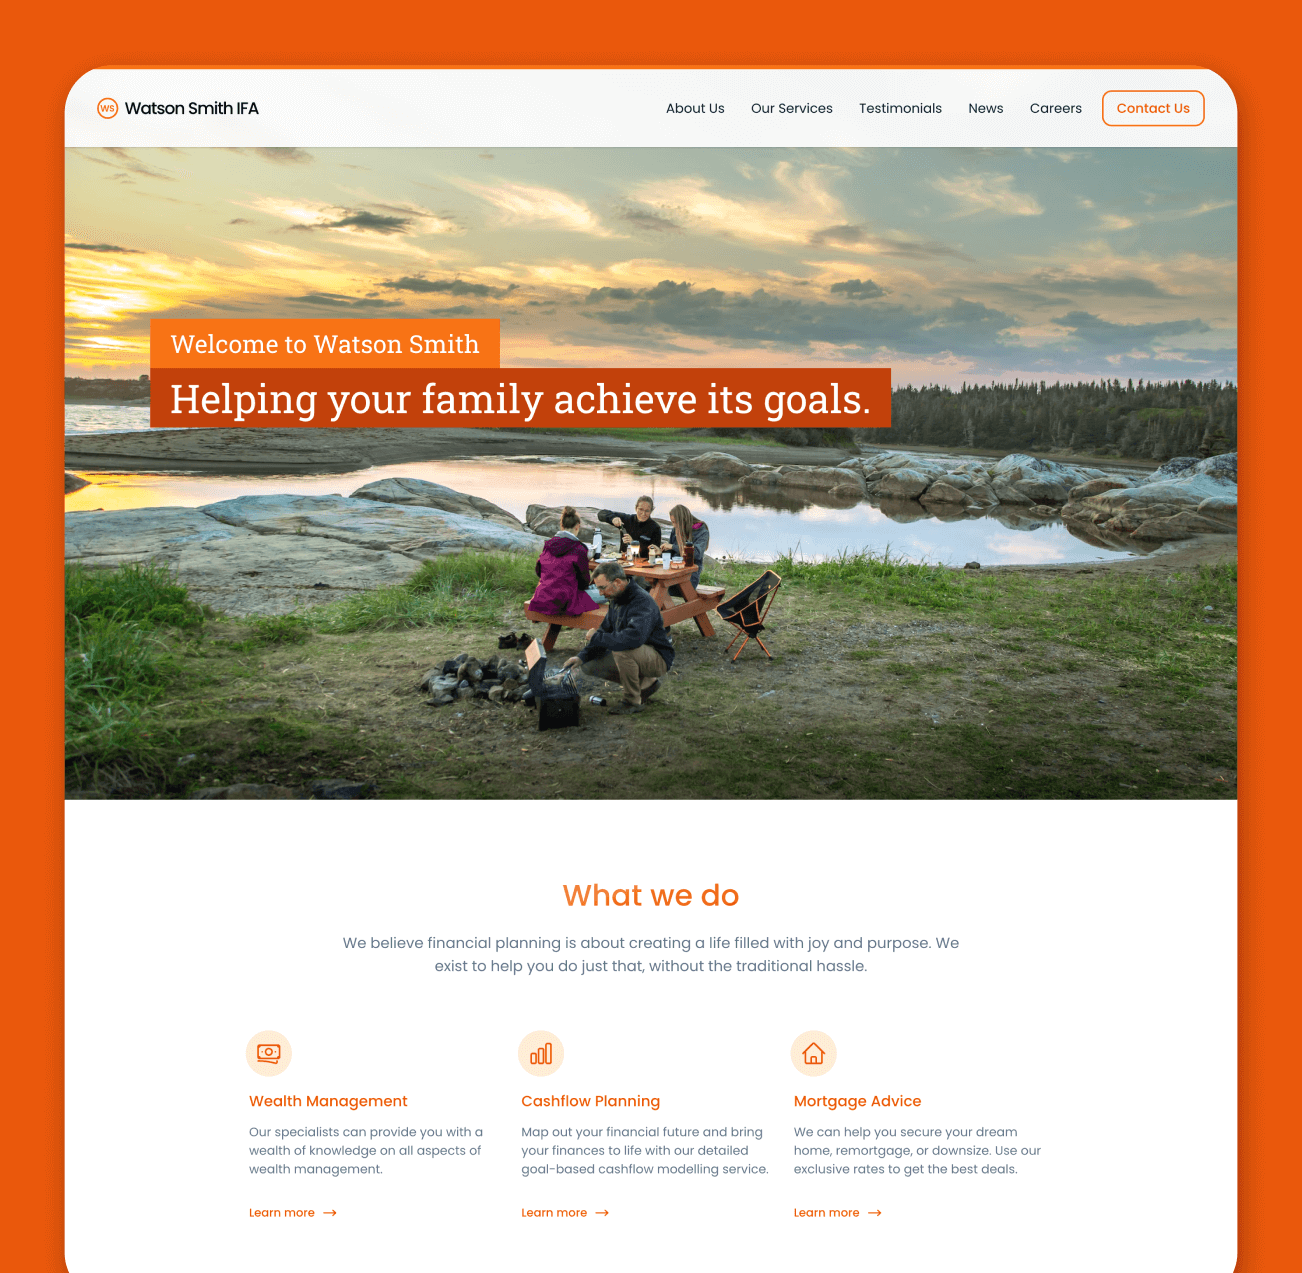 WS Watson Smith IFA
About Us Our Services Testimonials News Careers Contact Us
Welcome to Watson Smith
Helping your family achieve its goals.
What we do
We believe financial planning is about creating a life filled with joy and purpose. We
exist to help you do just that, without the traditional hassle.
Wealth Management
Our specialists can provide you with a
wealth of knowledge on all aspects of
wealth management.
Learn more
Cashflow Planning
Map out your financial future and bring
your finances to life with our detailed
goal-based cashflow modelling service.
Learn more
Mortgage Advice
We can help you secure your dream
home, remortgage, or downsize. Use our
exclusive rates to get the best deals.
Learn more